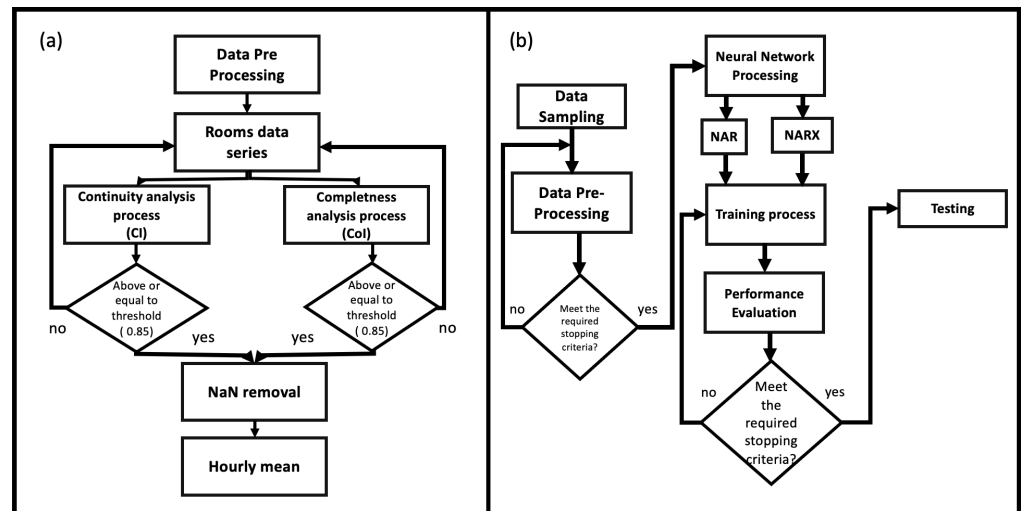 (a)
Data Pre
Processing
Rooms data
series
Continuity analysis
process
(CI)
Completness
analysis process
(CoI)
Above or
equal to
threshold
( 0.85)
Above or
equal to
threshold
( 0.85)
no
yes
yes
no
NaN removal
Hourly mean
(b)
Data
Sampling
Data Pre-
Processing
Meet the
required
stopping
criteria?
no
yes
Neural Network
Processing
NAR
NARX
Training process
Performance
Evaluation
Meet
the
required
stopping
criteria?
no
yes
Testing